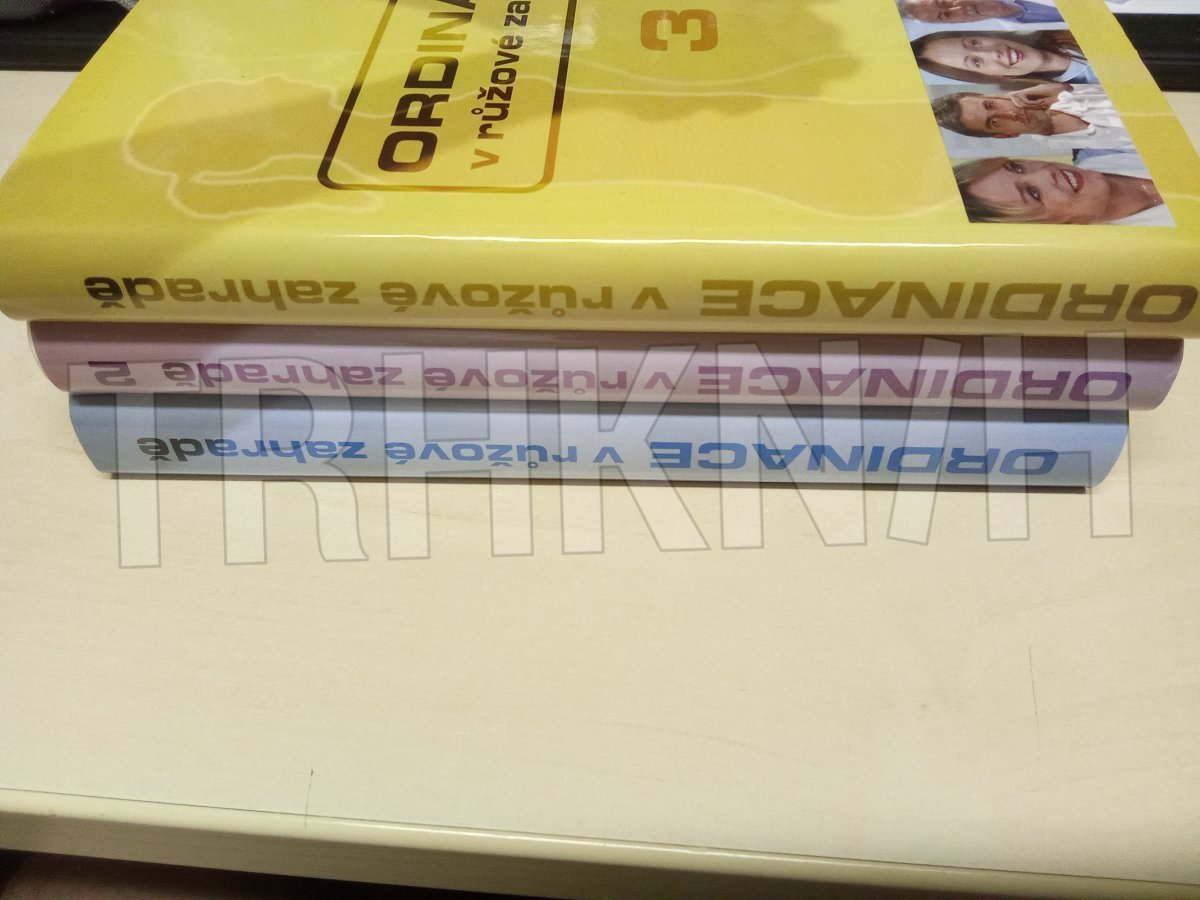 ORDINA
v růžové za
3
ORDINACE v růžové zahradě
ORDINACE v růžové zahradě 2
ORDINACE v růžové zahradě
TRHKNIH